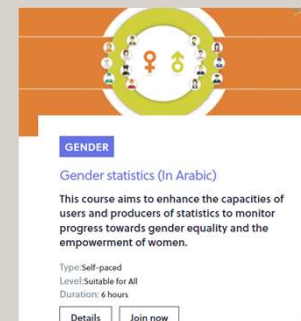 GENDER
Gender statistics (In Arabic)
This course aims to enhance the capacities of
users and producers of statistics to monitor
progress towards gender equality and the
empowerment of women.
Type:Self-paced
Level:Suitable for All
Duration: 6 hours
Details Join now